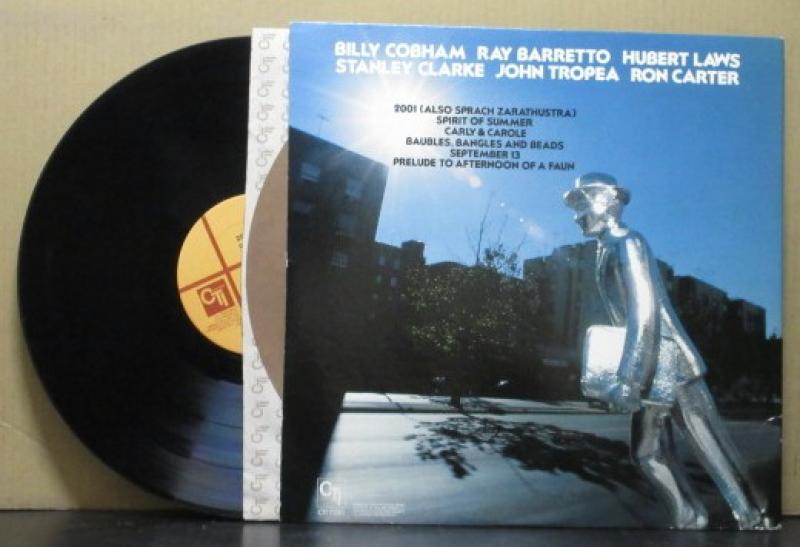 BILLY COBHAM RAY BARRETTO HUBERT LAWS
STANLEY CLARKE JOHN TROPEA RON CARTER
2001 (ALSO SPRACH ZARATHUSTRA)
SPIRIT OF SUMMER
CARLY & CAROLE
BAUBLES, BANGLES AND BEADS
SEPTEMBER 13
PRELUDE TO AFTERNOON OF A FAUN
CTI
CTI